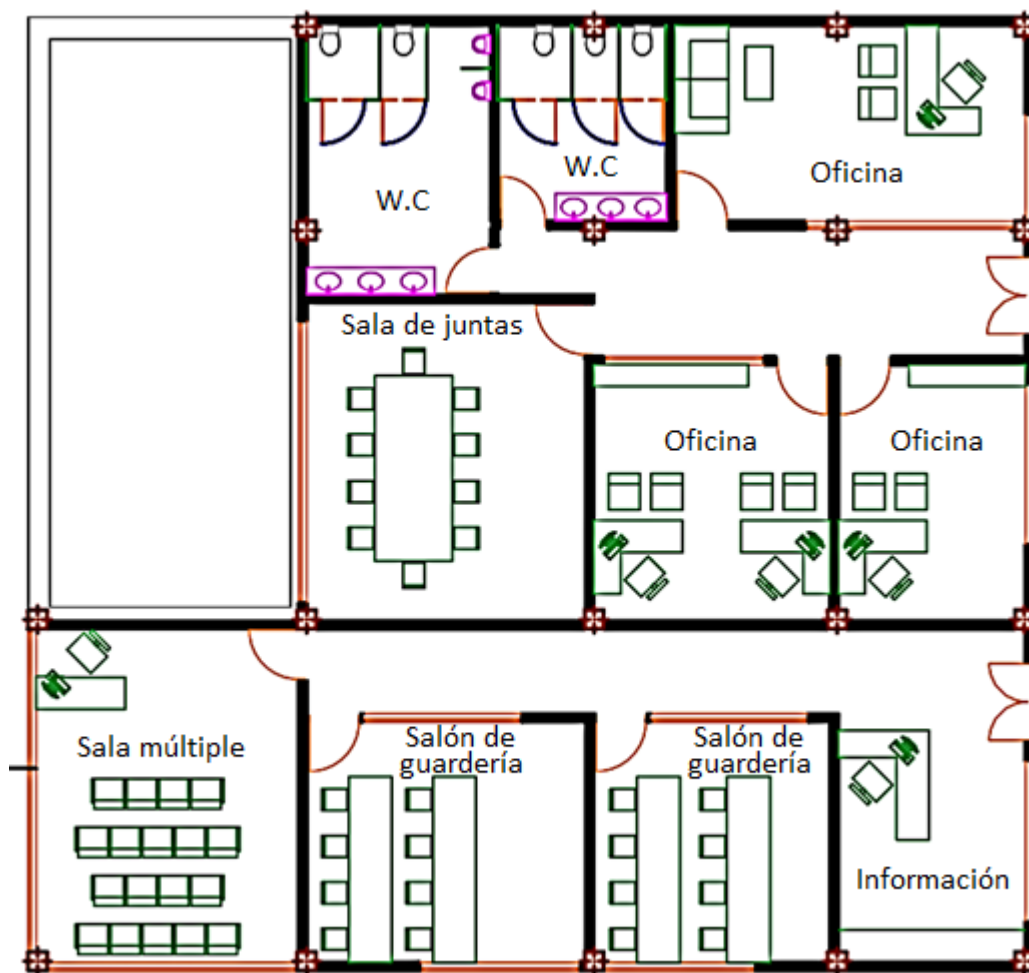 W.C
W.C
Oficina
Sala de juntas
Oficina
Oficina
Sala múltiple
Salón de
guardería
Salón de
guardería
Información